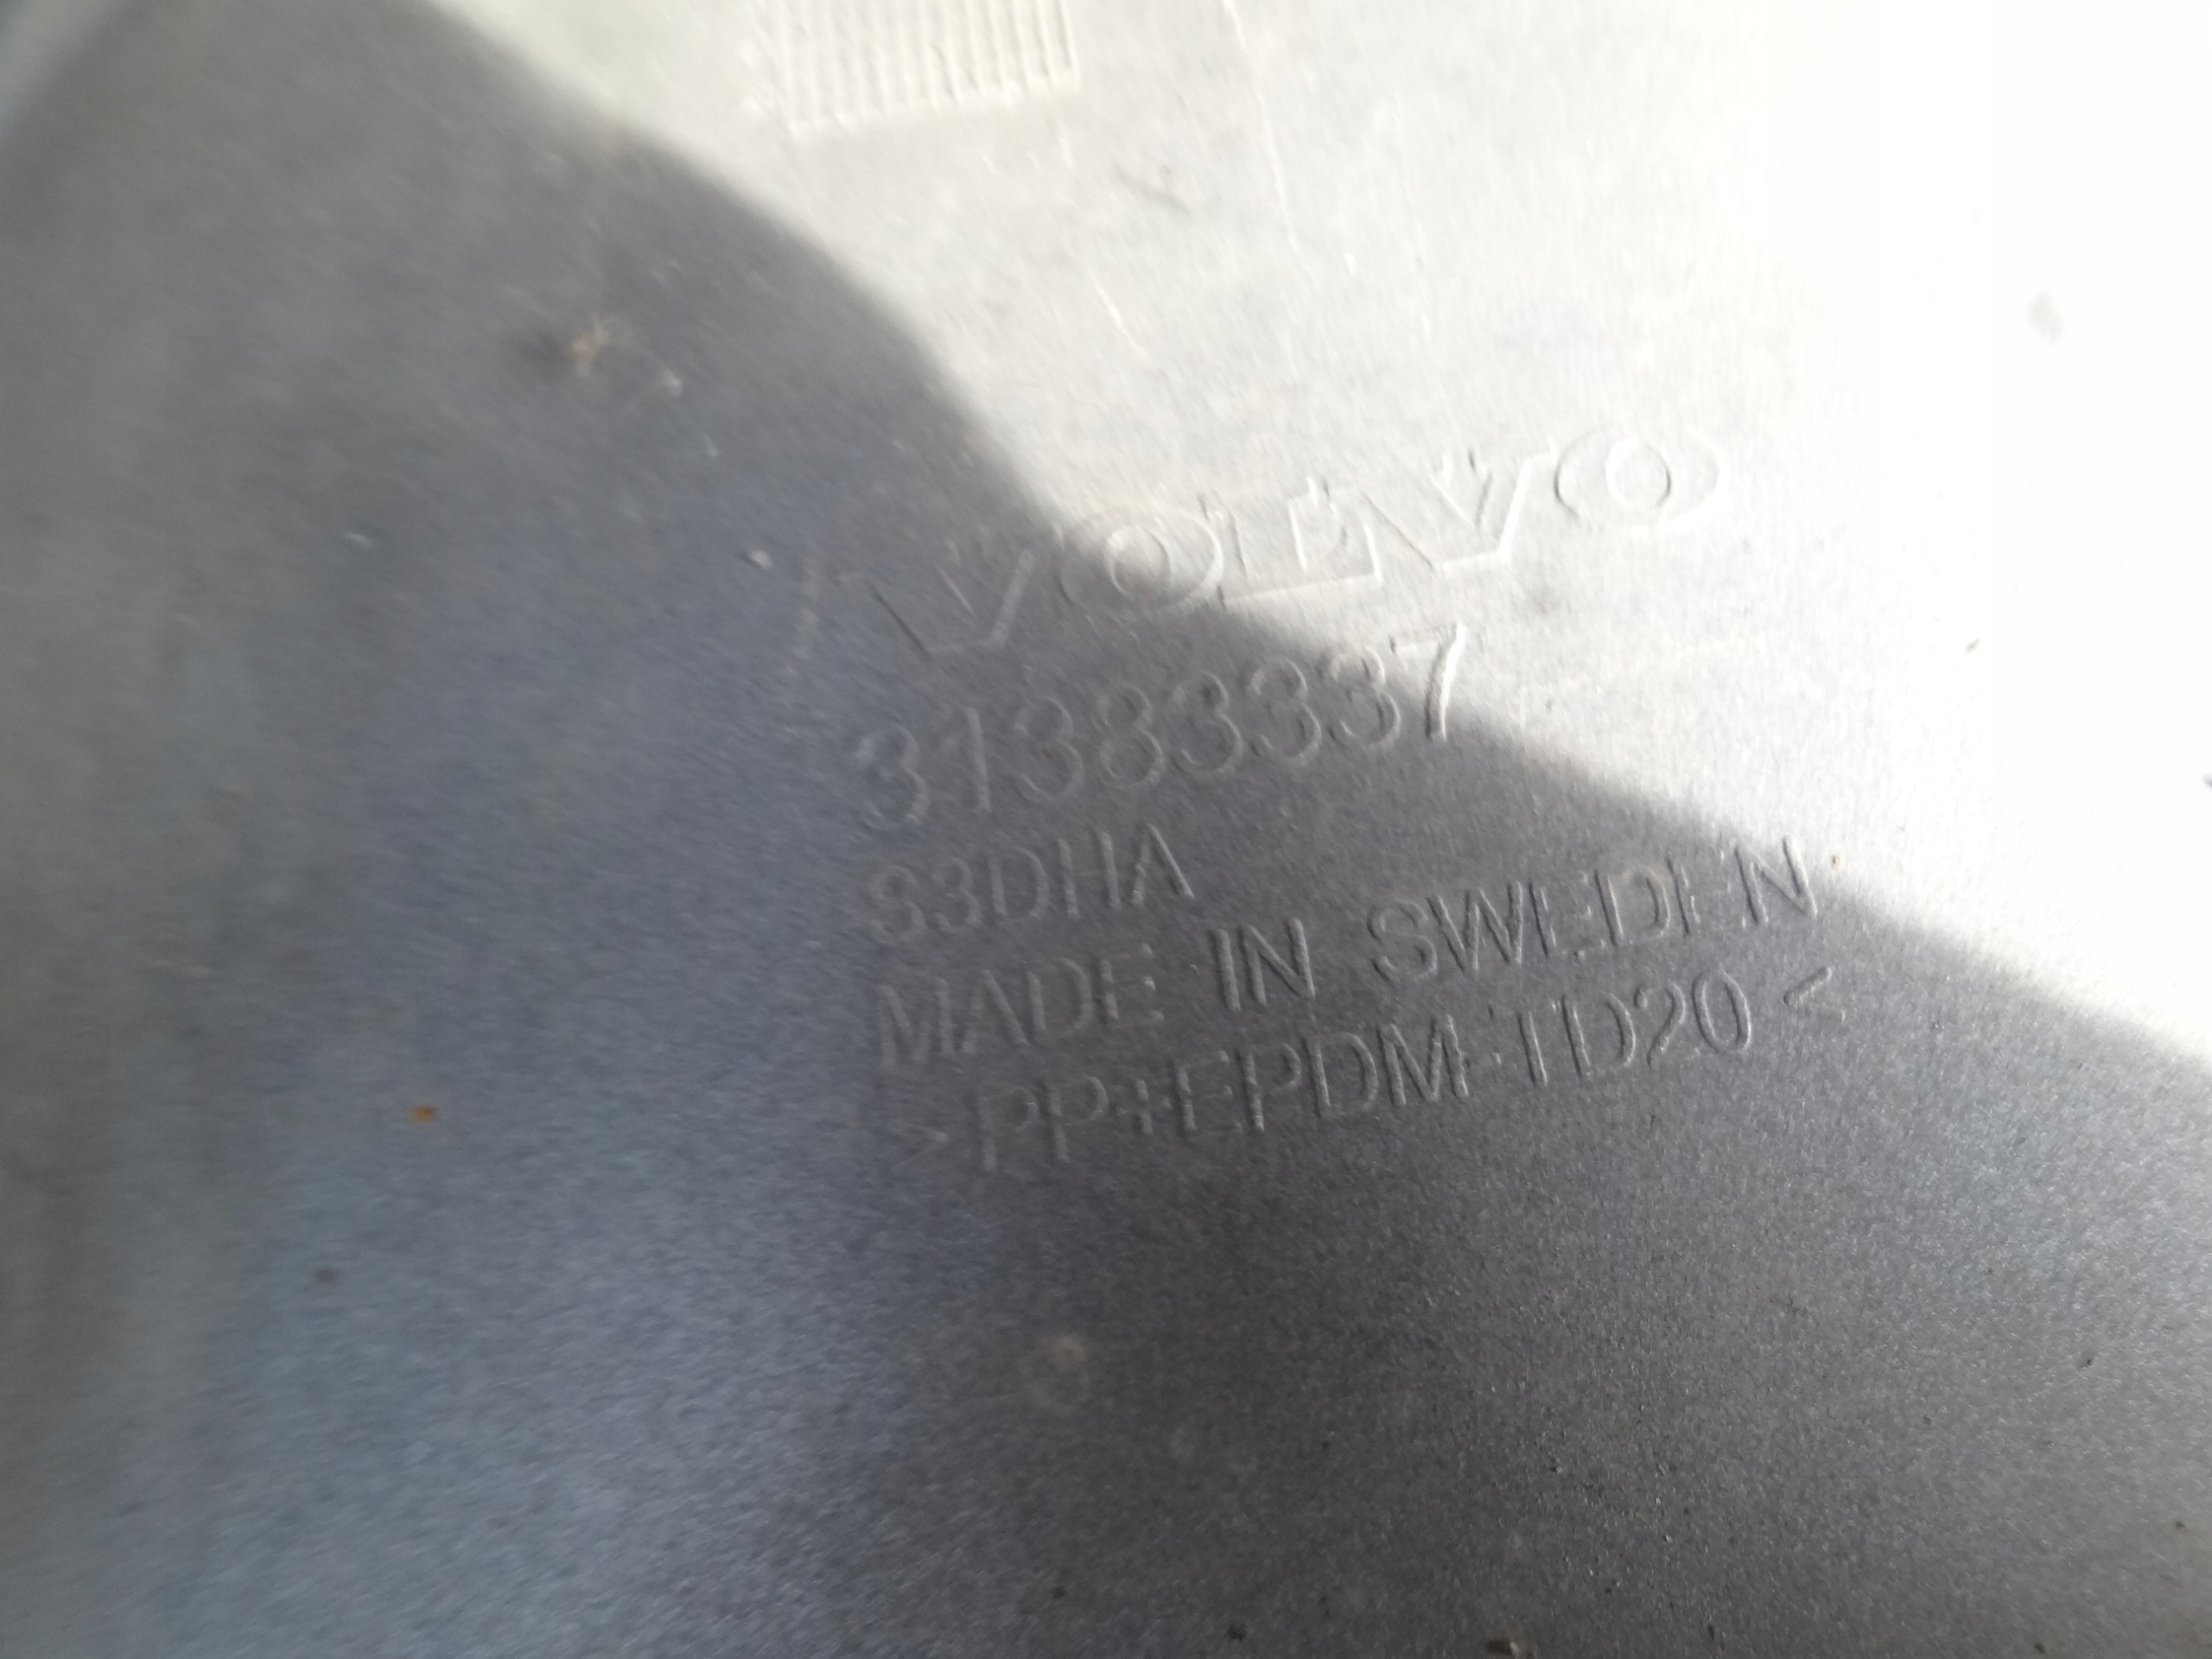 VOLVO
31383337
S3DHA
MADE IN SWEDEN
>PP+EPDM-TD20<